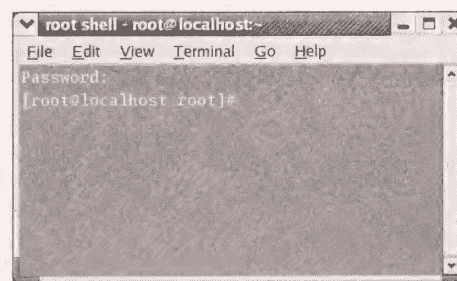 root shell - root@localhost:~
File Edit View Terminal Go Help
Password:
[root@localhost root]#